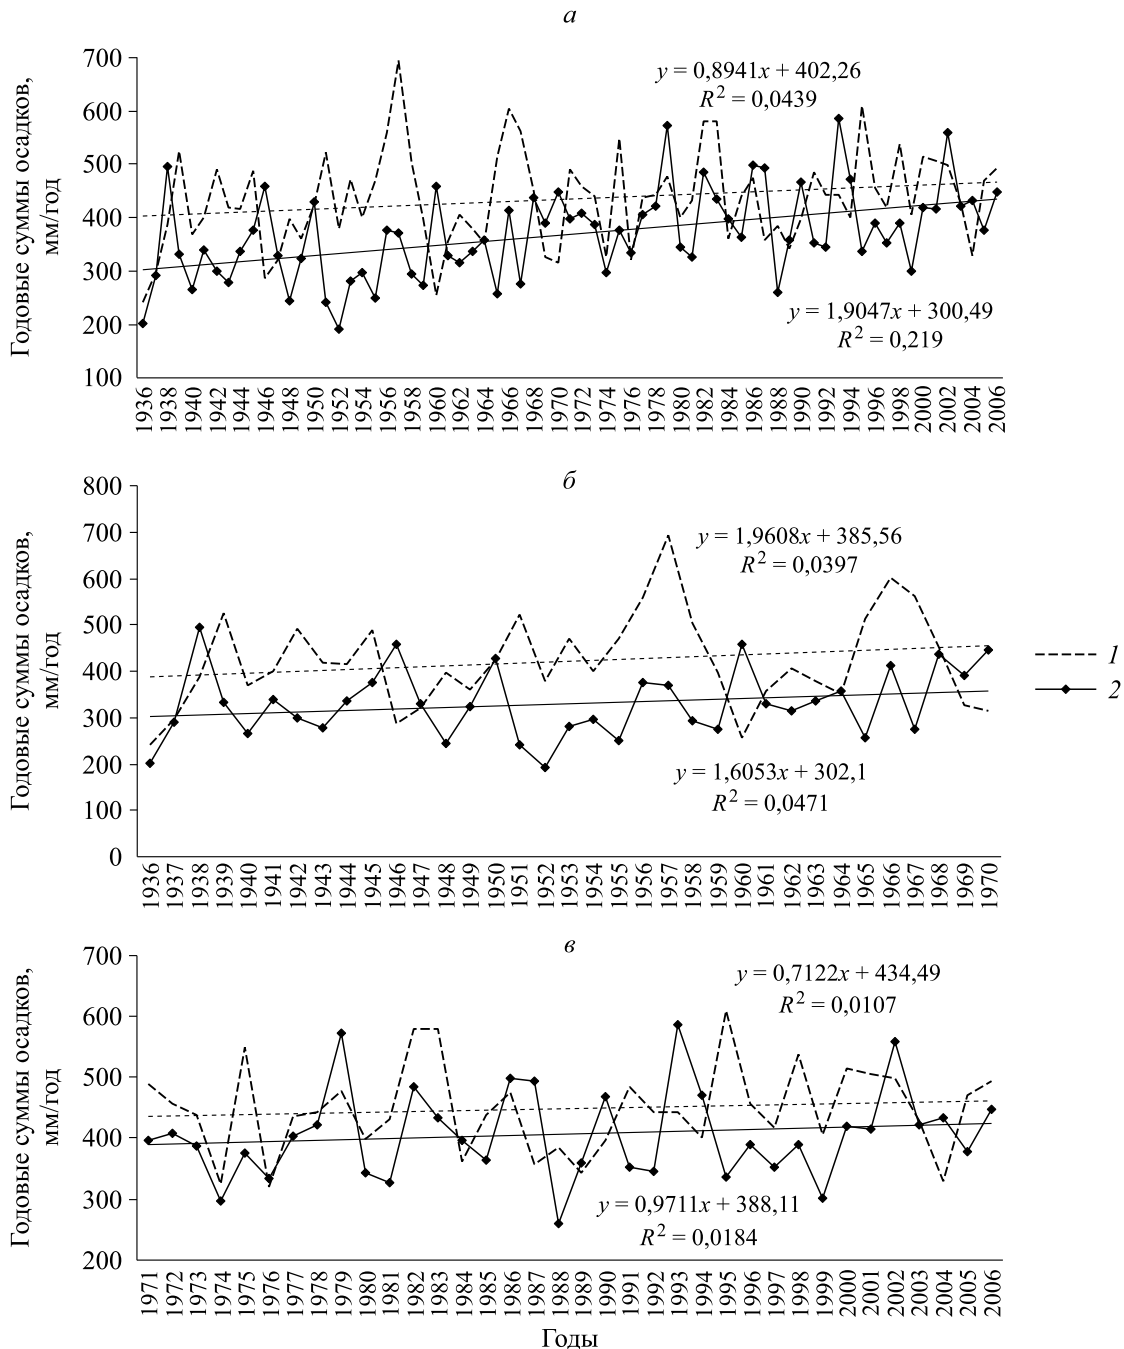 а
Годовые суммы осадков,
мм/год
700
600
500
400
300
200
100
y = 0,8941x + 402,26
R² = 0,0439
y = 1,9047x + 300,49
R² = 0,219
1936 1938 1940 1942 1944 1946 1948 1950 1952 1954 1956 1958 1960 1962 1964 1966 1968 1970 1972 1974 1976 1978 1980 1982 1984 1986 1988 1990 1992 1994 1996 1998 2000 2002 2004 2006
б
Годовые суммы осадков,
мм/год
800
700
600
500
400
300
200
100
0
y = 1,9608x + 385,56
R² = 0,0397
y = 1,6053x + 302,1
R² = 0,0471
1936 1937 1938 1939 1940 1941 1942 1943 1944 1945 1946 1947 1948 1949 1950 1951 1952 1953 1954 1955 1956 1957 1958 1959 1960 1961 1962 1963 1964 1965 1966 1967 1968 1969 1970
1
2
в
Годовые суммы осадков,
мм/год
700
600
500
400
300
200
y = 0,7122x + 434,49
R² = 0,0107
y = 0,9711x + 388,11
R² = 0,0184
1971 1972 1973 1974 1975 1976 1977 1978 1979 1980 1981 1982 1983 1984 1985 1986 1987 1988 1989 1990 1991 1992 1993 1994 1995 1996 1997 1998 1999 2000 2001 2002 2003 2004 2005 2006
Годы